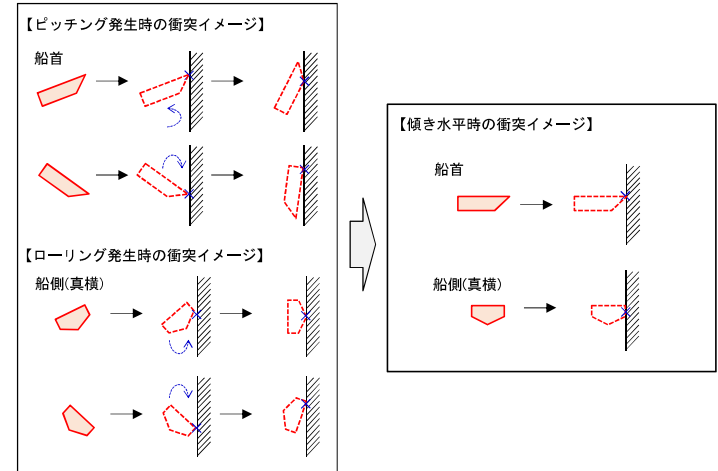 【ピッチング発生時の衝突イメージ】
船首
【ローリング発生時の衝突イメージ】
船側(真横)
【傾き水平時の衝突イメージ】
船首
船側(真横)